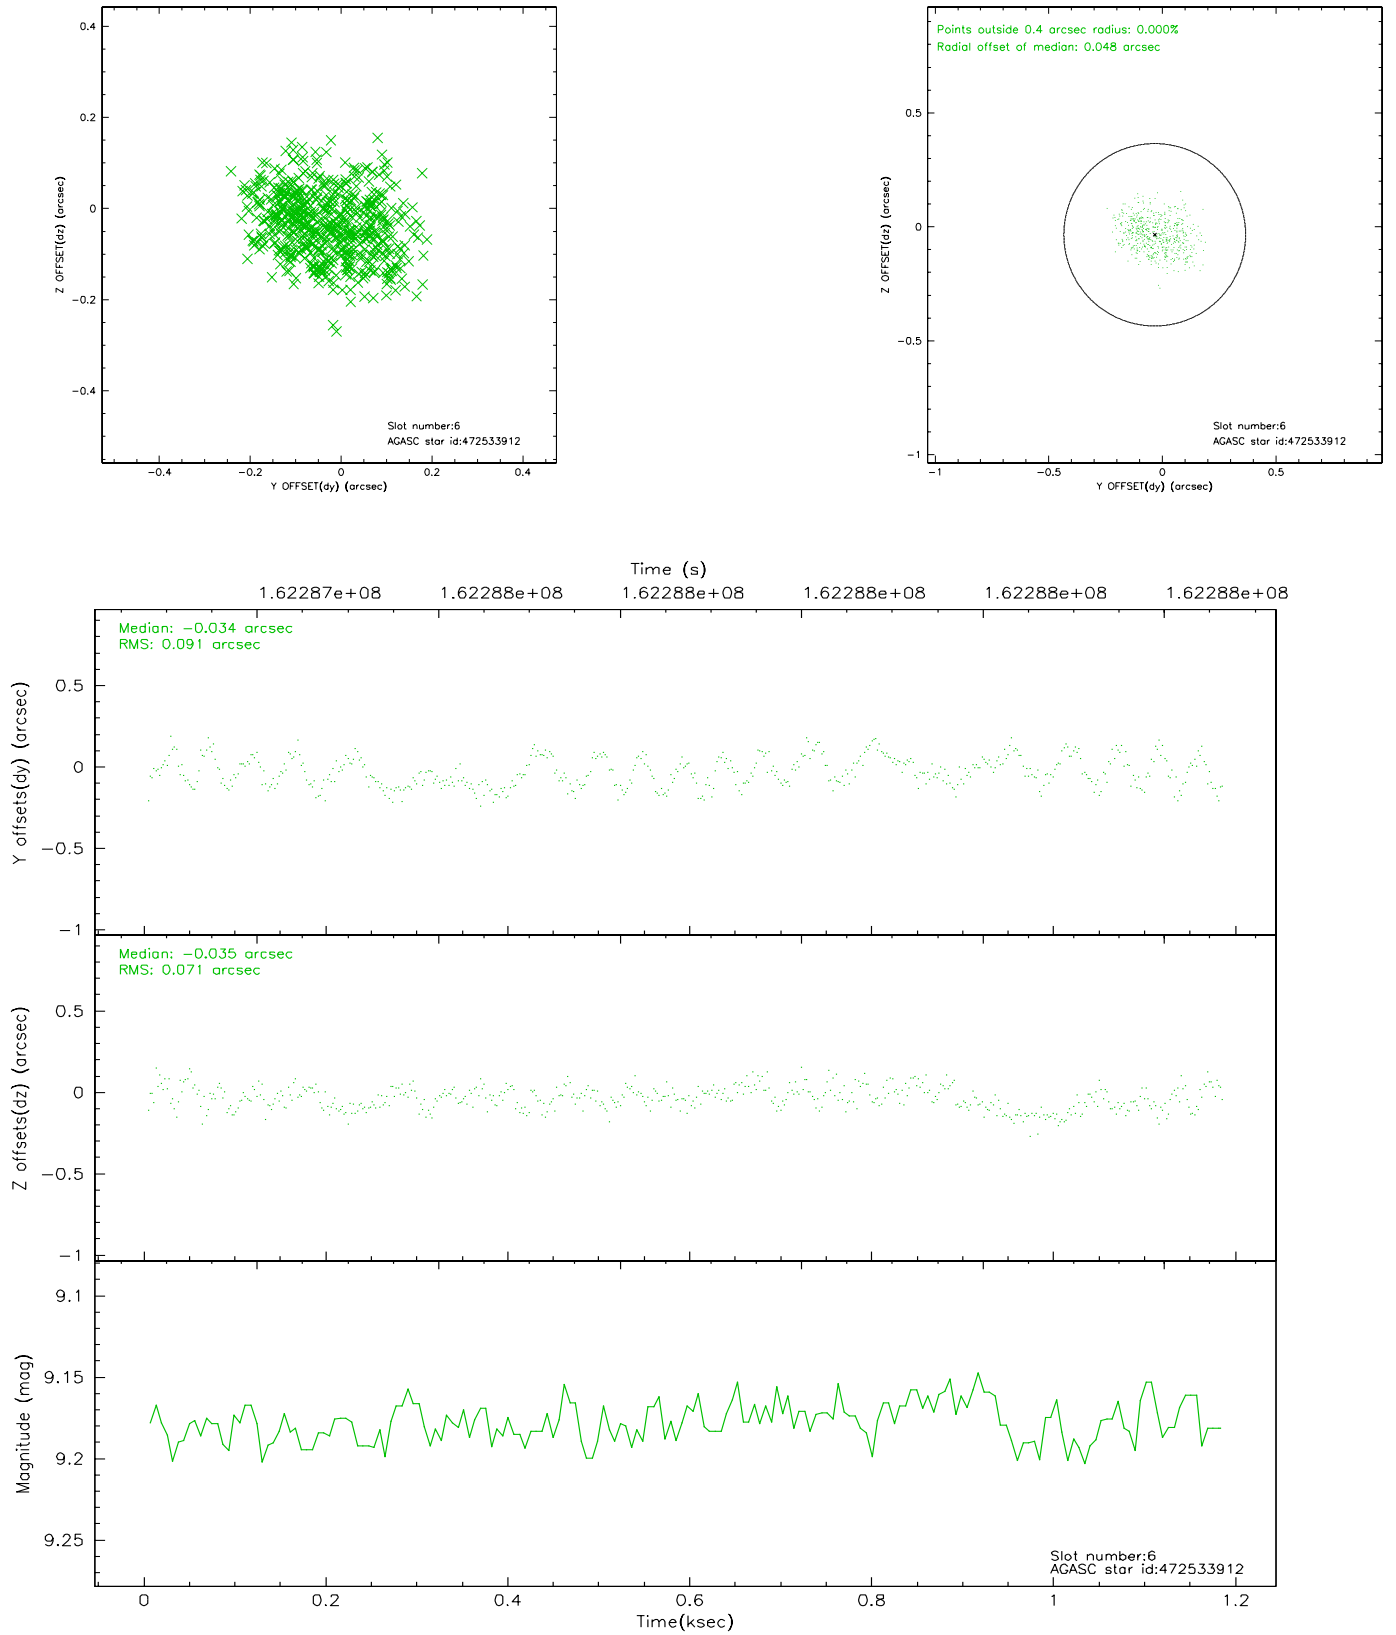 0.4
0.2
0
−0.2
−0.4
Z OFFSET(dz) (arcsec)
Slot number:6
AGASC star id:472533912
−0.4 −0.2 0 0.2 0.4
Y OFFSET(dy) (arcsec)
Points outside 0.4 arcsec radius: 0.000%
Radial offset of median: 0.048 arcsec
0.5
0
−0.5
−1
Z OFFSET(dz) (arcsec)
Slot number:6
AGASC star id:472533912
−1 −0.5 0 0.5
Y OFFSET(dy) (arcsec)
Time (s)
1.62287e+08 1.62288e+08 1.62288e+08 1.62288e+08 1.62288e+08 1.62288e+08
Median: −0.034 arcsec
RMS: 0.091 arcsec
0.5
0
−0.5
−1
Y offsets(dy) (arcsec)
Median: −0.035 arcsec
RMS: 0.071 arcsec
0.5
0
−0.5
−1
Z offsets(dz) (arcsec)
9.1
9.15
9.2
9.25
Magnitude (mag)
Slot number:6
AGASC star id:472533912
0 0.2 0.4 0.6 0.8 1 1.2
Time(ksec)